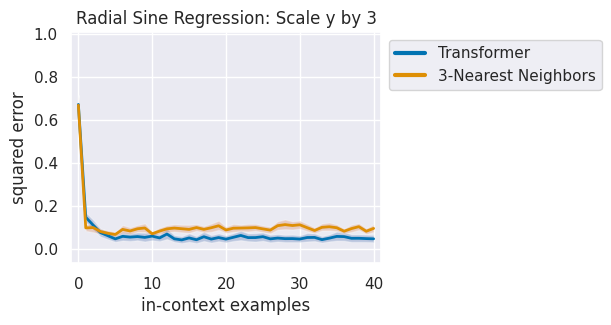 Radial Sine Regression: Scale y by 3
Transformer
3-Nearest Neighbors
squared error
1.0
0.8
0.6
0.4
0.2
0.0
0 10 20 30 40
in-context examples